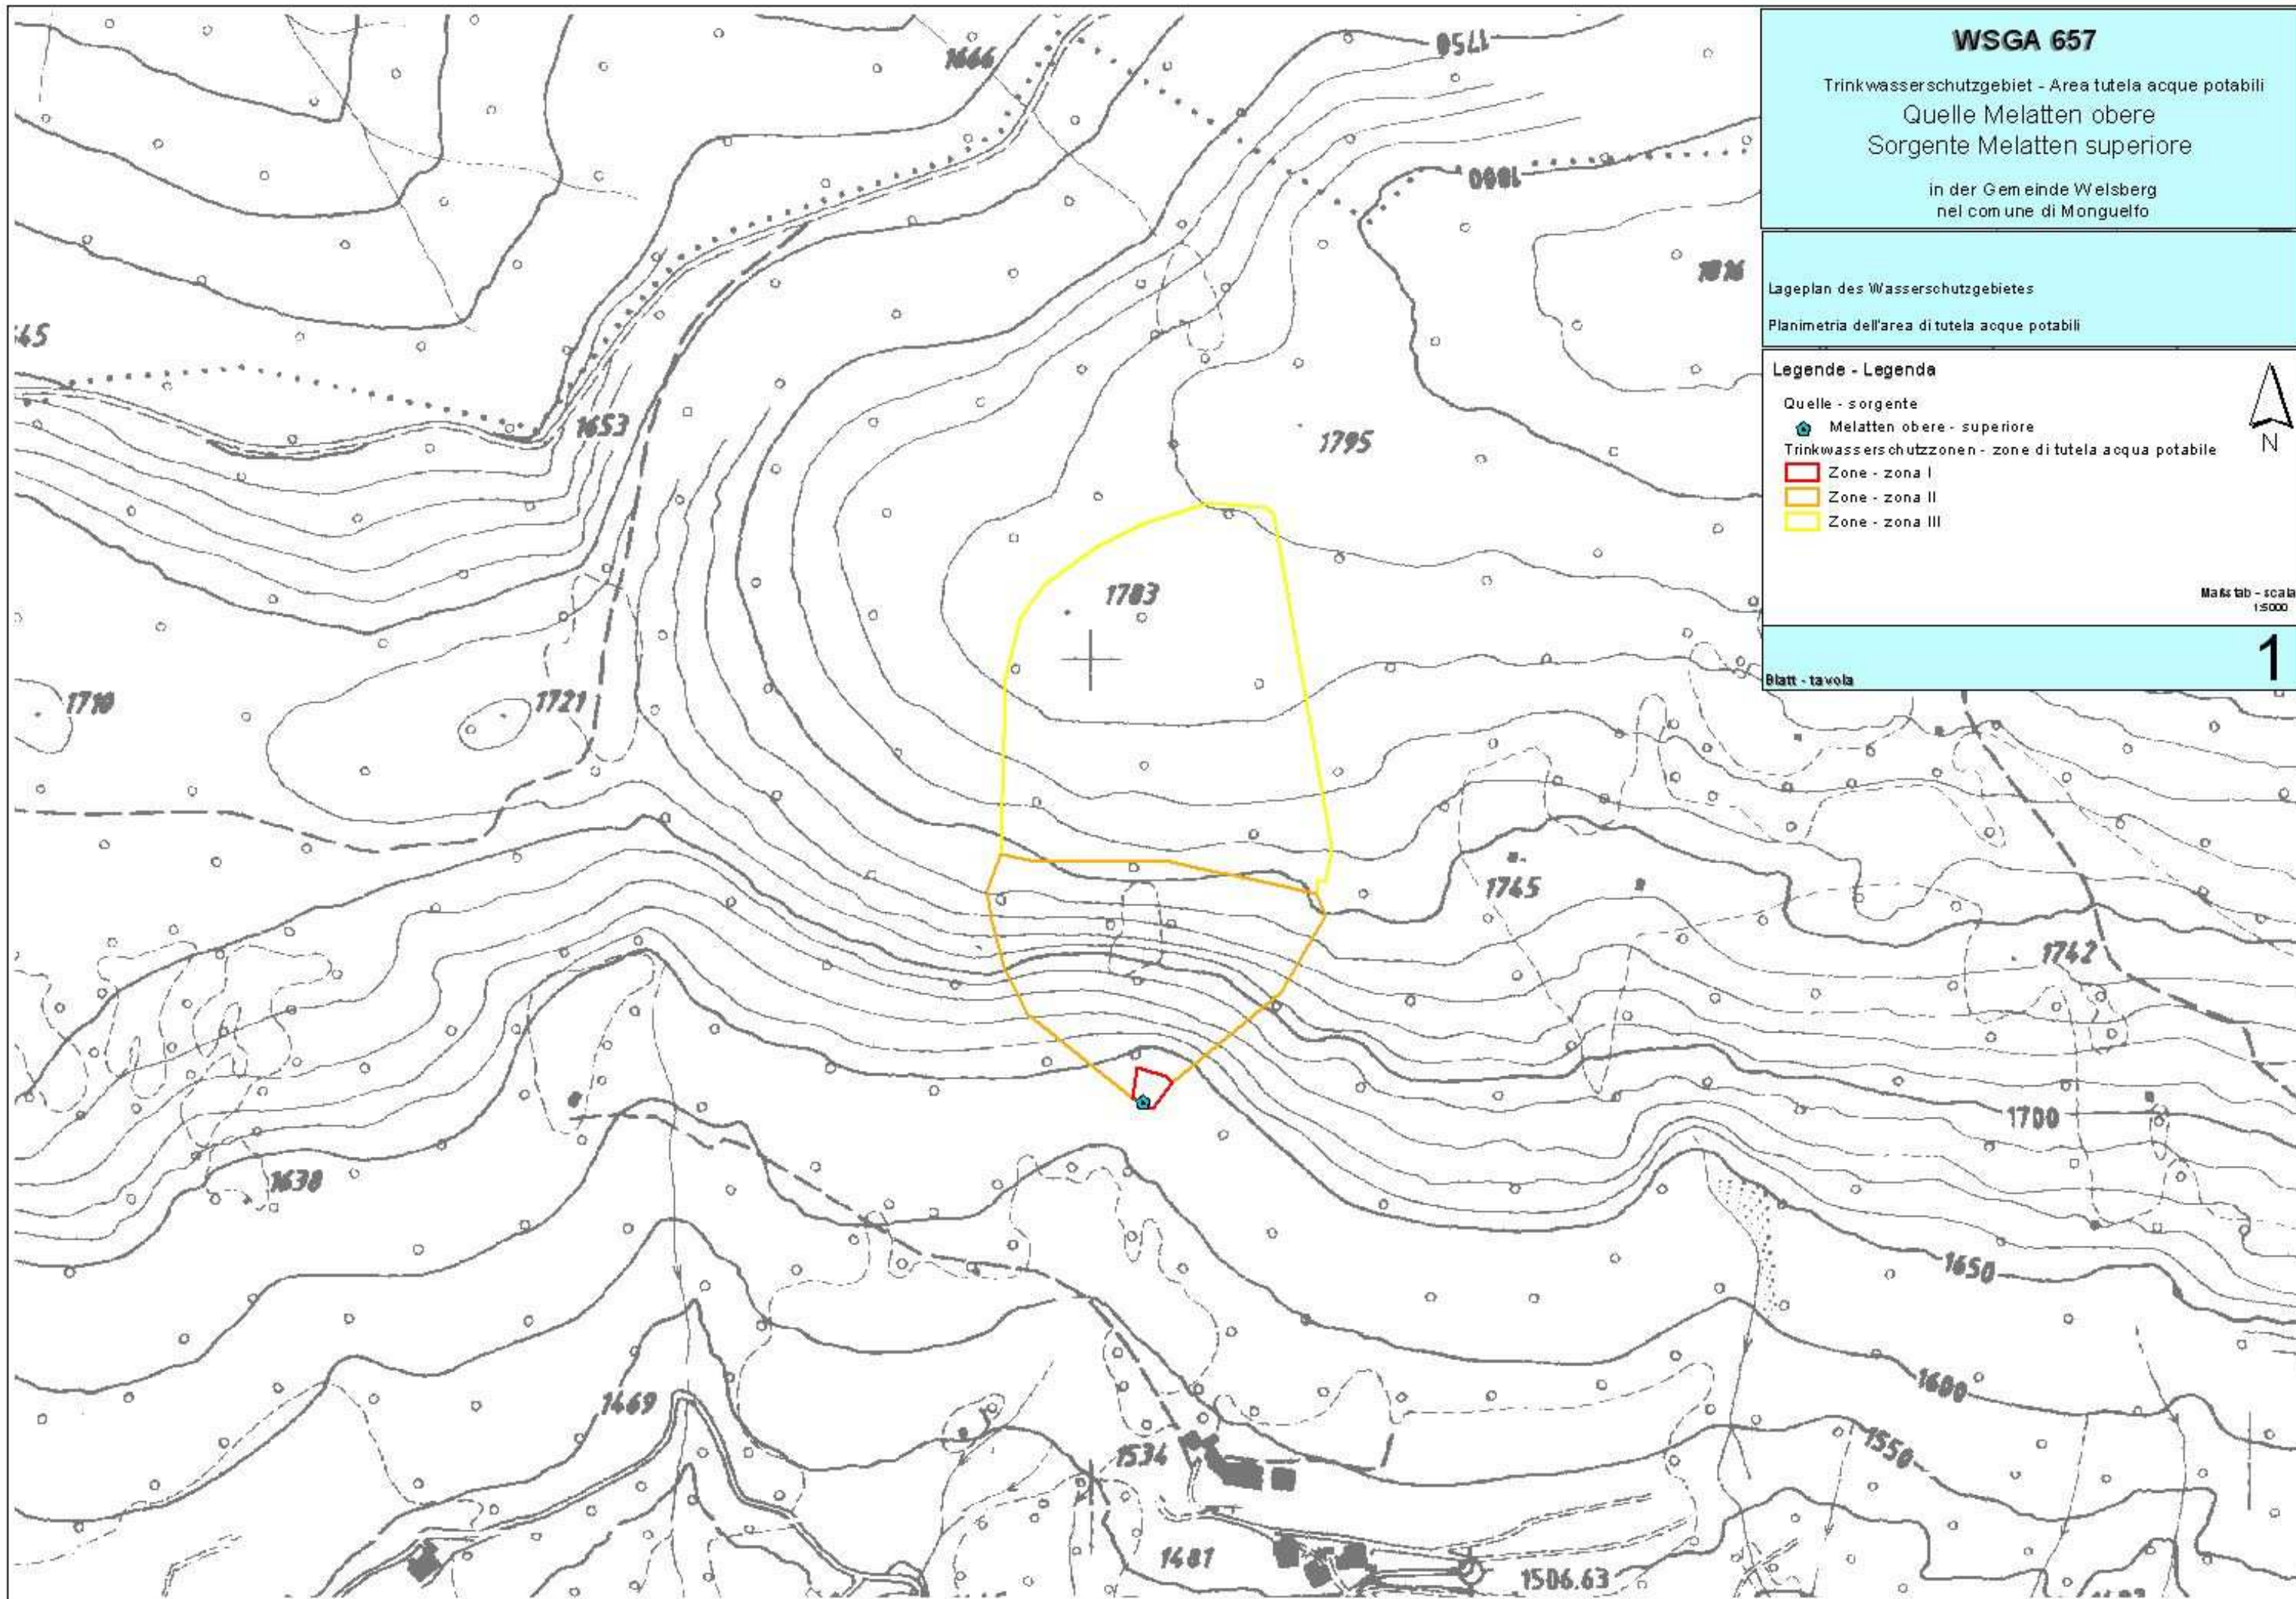 WSGA 657
Trinkwasserschutzgebiet - Area tutela acque potabili
Quelle Melatten obere
Sorgente Melatten superiore
in der Gemeinde Welsberg
nel comune di Monguelfo
Lageplan des Wasserschutzgebietes
Planimetria dell'area di tutela acque potabili
Legende - Legenda
Quelle - sorgente
Melatten obere - superiore
Trinkwasserschutzzonen - zone di tutela acqua potabile
Zone - zona I
Zone - zona II
Zone - zona III
N
Maßstab - scala
1:5000
Blatt - tavola
1
1666
1750
1800
1816
1653
1795
1783
1710
1721
1745
1742
1700
1638
1650
1600
1469
1534
1550
1481
1506.63